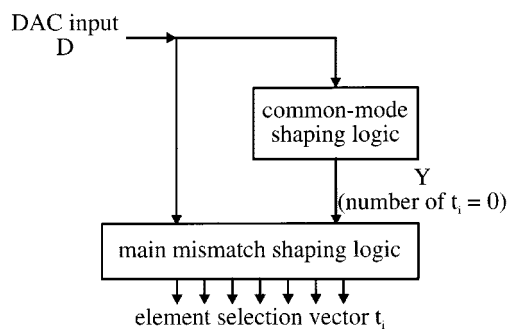 DAC input
D
common-mode
shaping logic
Y
(number of t_i = 0)
main mismatch shaping logic
element selection vector t_i